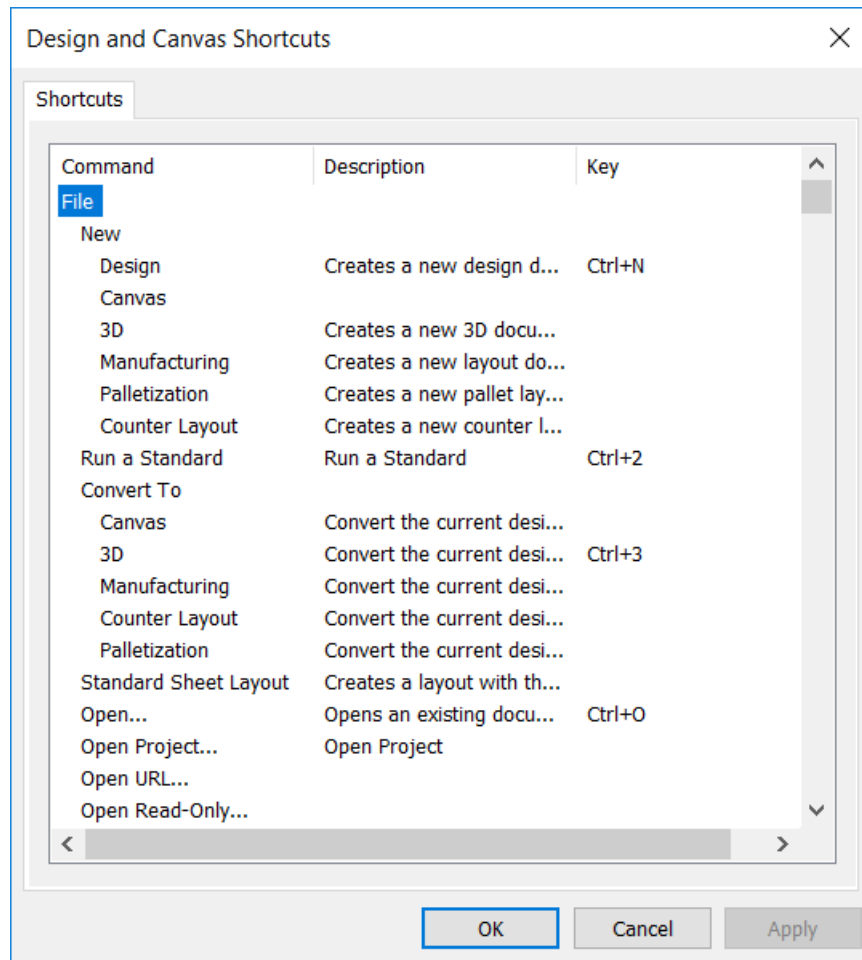 Design and Canvas Shortcuts
Shortcuts
Command Description Key
File
New
Design Creates a new design d... Ctrl+N
Canvas
3D Creates a new 3D docu...
Manufacturing Creates a new layout do...
Palletization Creates a new pallet lay...
Counter Layout Creates a new counter l...
Run a Standard Run a Standard Ctrl+2
Convert To
Canvas Convert the current desi...
3D Convert the current desi... Ctrl+3
Manufacturing Convert the current desi...
Counter Layout Convert the current desi...
Palletization Convert the current desi...
Standard Sheet Layout Creates a layout with th...
Open... Opens an existing docu... Ctrl+O
Open Project... Open Project
Open URL...
Open Read-Only...
OK Cancel Apply